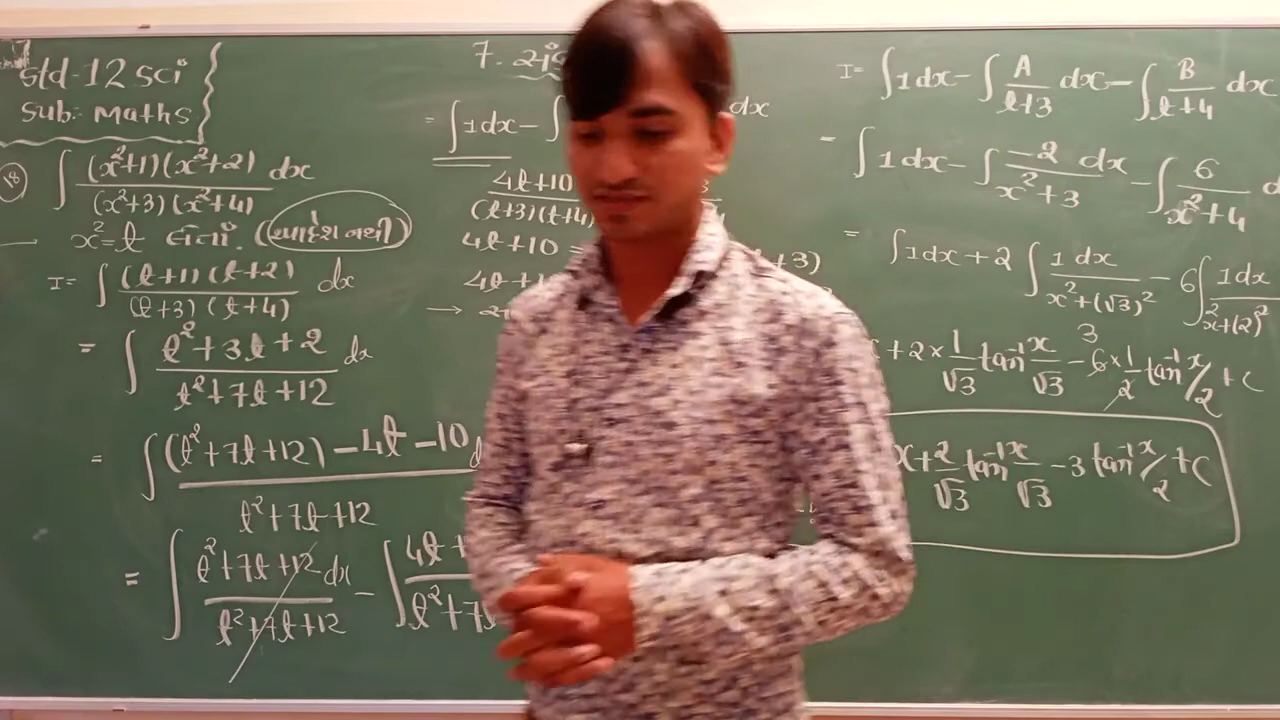 Std-12 sci
Sub:- Maths
(18) ∫ (x²+1)(x²+2) / (x²+3)(x²+4) dx
→ x²=t લેતાં. (આદેશ નથી)
I = ∫ (t+1)(t+2) / (t+3)(t+4) dx
= ∫ t²+3t+2 / t²+7t+12 dx
= ∫ (t²+7t+12) -4t -10 / t²+7t+12
= ∫ t²+7t+12 / t²+7t+12 dx - ∫ 4t+ / t²+7t
7.
= ∫ 1dx - ∫ dx
4t+10 / (t+3)(t+4)
4t+10 = +3)
4t+1
→
I = ∫ 1dx - ∫ A / t+3 dx - ∫ B / t+4 dx
= ∫ 1dx - ∫ -2 dx / x²+3 - ∫ 6 / x²+4 d
= ∫ 1dx + 2 ∫ 1dx / x²+(√3)² - 6 ∫ 1dx / x²+(2)²
+ 2 × 1/√3 tan⁻¹ x/√3 - 6 3 × 1/2 tan⁻¹ x/2 + c
x + 2/√3 tan⁻¹ x/√3 - 3 tan⁻¹ x/2 + c